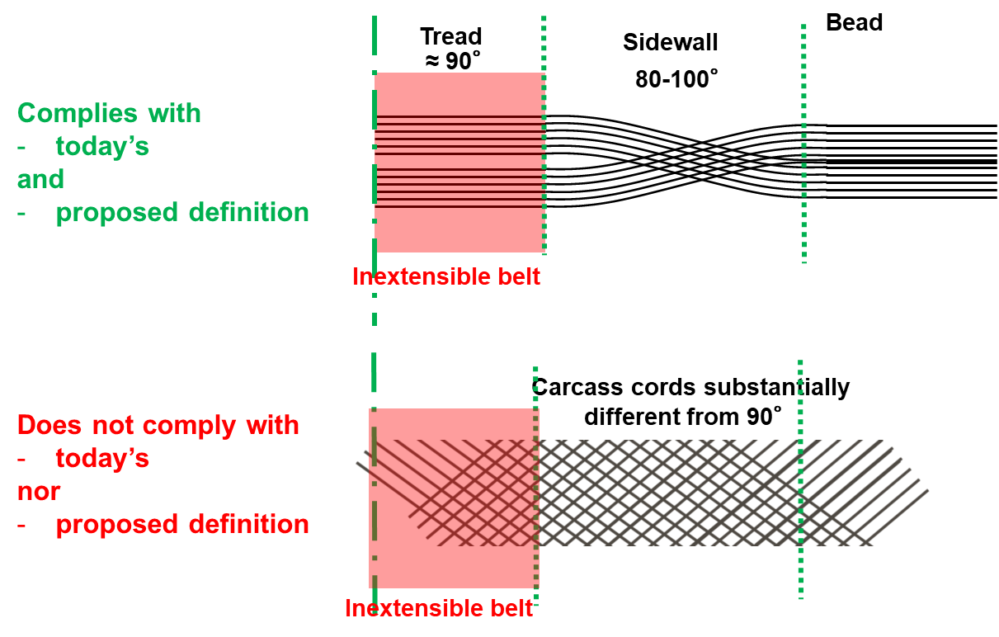 Tread
≈ 90˚
Sidewall
80-100˚
Bead
Complies with
- today’s
and
- proposed definition
Inextensible belt
Carcass cords substantially
different from 90˚
Does not comply with
- today’s
nor
- proposed definition
Inextensible belt